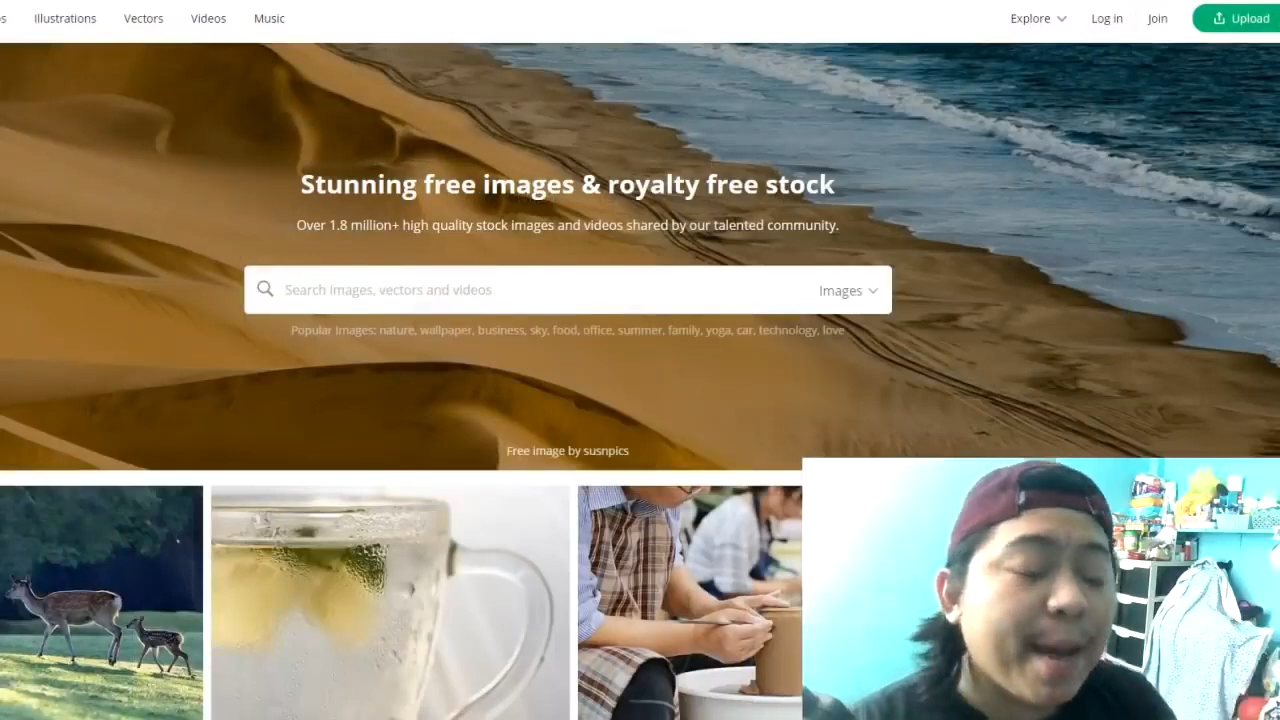 Illustrations Vectors Videos Music Explore Log in Join Upload
Stunning free images & royalty free stock
Over 1.8 million+ high quality stock images and videos shared by our talented community.
Search images, vectors and videos Images
Popular Images: nature, wallpaper, business, sky, food, office, summer, family, yoga, car, technology, love
Free image by susnpics